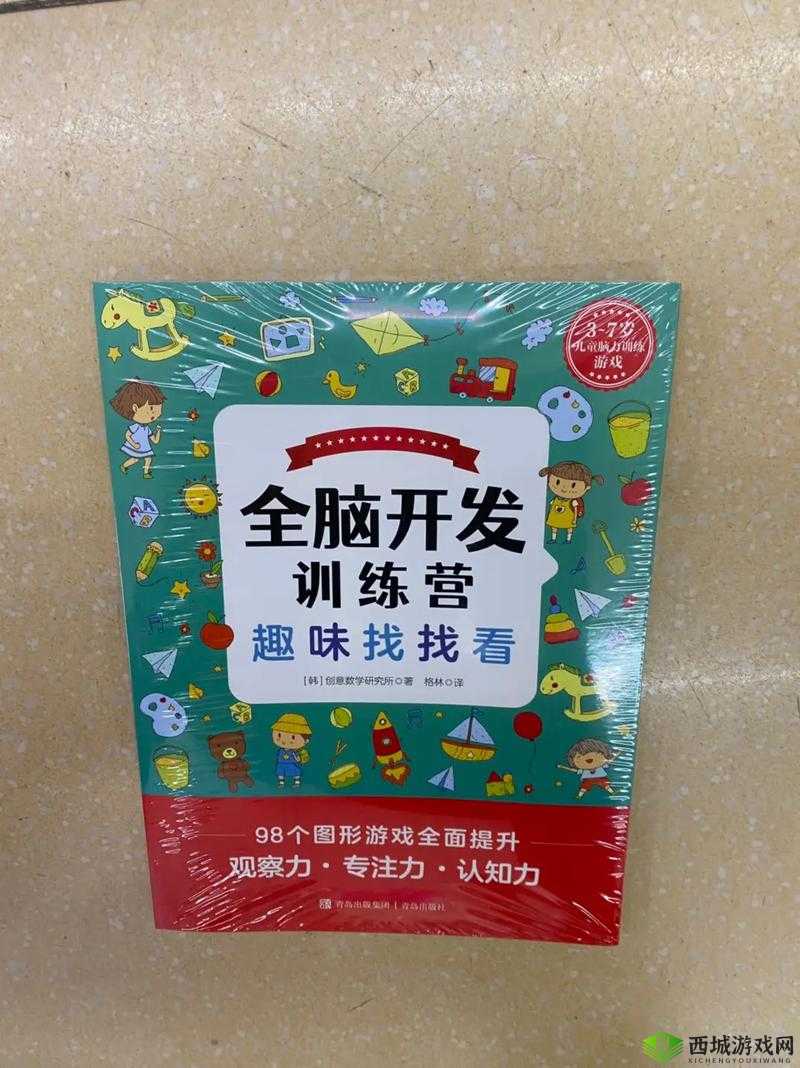 3~7岁
儿童脑力训练
游戏
全脑开发
训练营
趣味找找看
[韩]创意数学研究所◎著 格林◎译
98个图形游戏全面提升
观察力·专注力·认知力
青岛出版集团|青岛出版社
西城游戏网
XICHENGYOUXIWANG